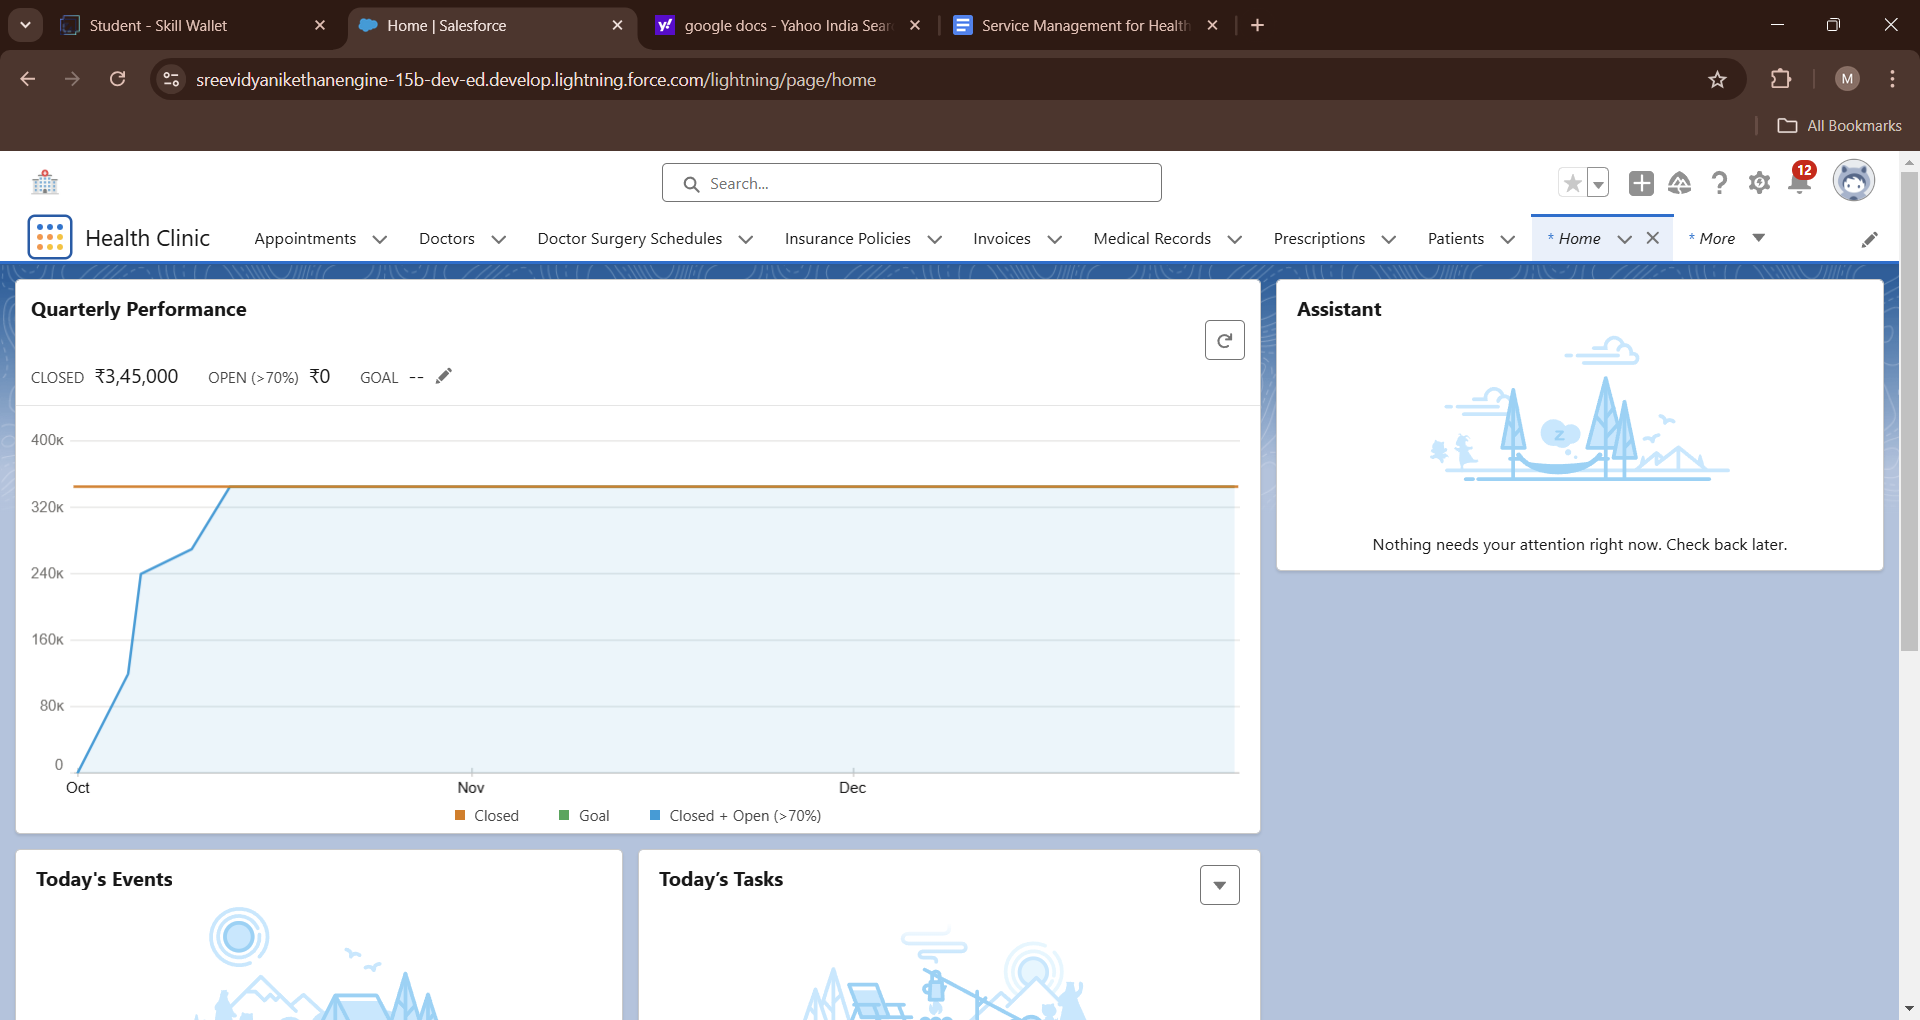 Student - Skill Wallet
Home | Salesforce
google docs - Yahoo India Sear
Service Management for Health
sreevidyanikethanengine-15b-dev-ed.develop.lightning.force.com/lightning/page/home
M
All Bookmarks
Search...
12
Health Clinic
Appointments
Doctors
Doctor Surgery Schedules
Insurance Policies
Invoices
Medical Records
Prescriptions
Patients
* Home
* More
Quarterly Performance
CLOSED ₹3,45,000 OPEN (>70%) ₹0 GOAL --
400K
320K
240K
160K
80K
0
Oct Nov Dec
Closed Goal Closed + Open (>70%)
Assistant
z
Nothing needs your attention right now. Check back later.
Today's Events
Today’s Tasks